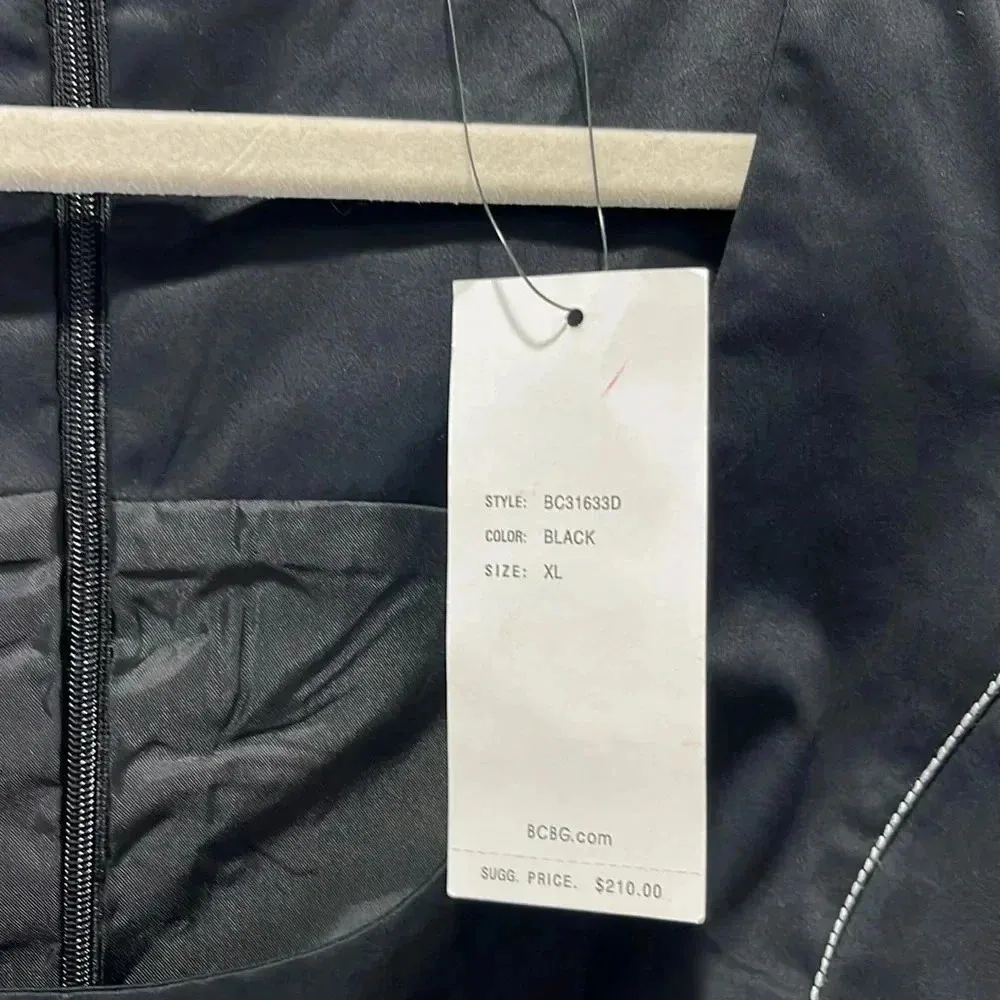 STYLE: BC31633D
COLOR: BLACK
SIZE: XL
BCBG.com
SUGG. PRICE. $210.00